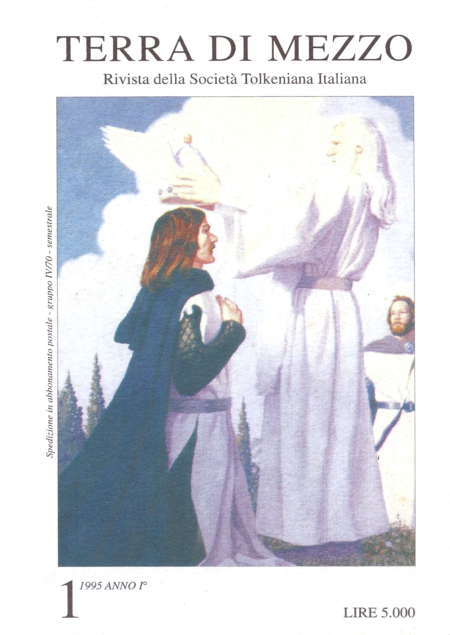 TERRA DI MEZZO
Rivista della Società Tolkeniana Italiana
Spedizione in abbonamento postale - gruppo IV/70 - semestrale
1 1995 ANNO I°
LIRE 5.000